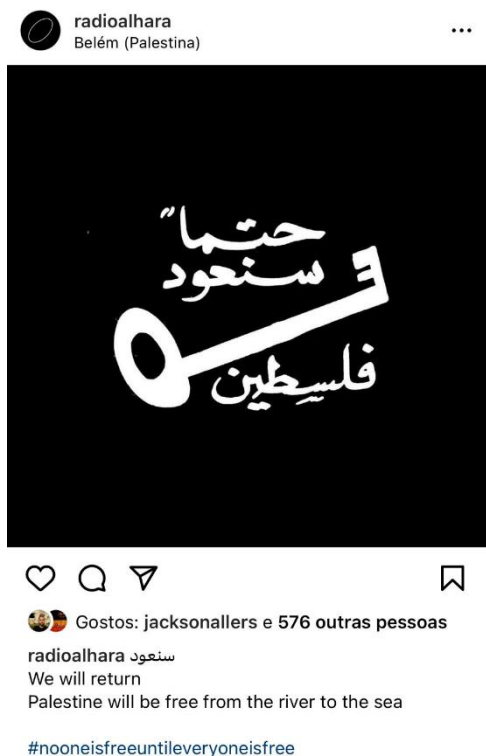 radioalhara
Belém (Palestina)
حتماً
سنعود
فلسطين
Gostos: jacksonallers e 576 outras pessoas
radioalhara سنعود
We will return
Palestine will be free from the river to the sea
#nooneisfreeuntileveryoneisfree